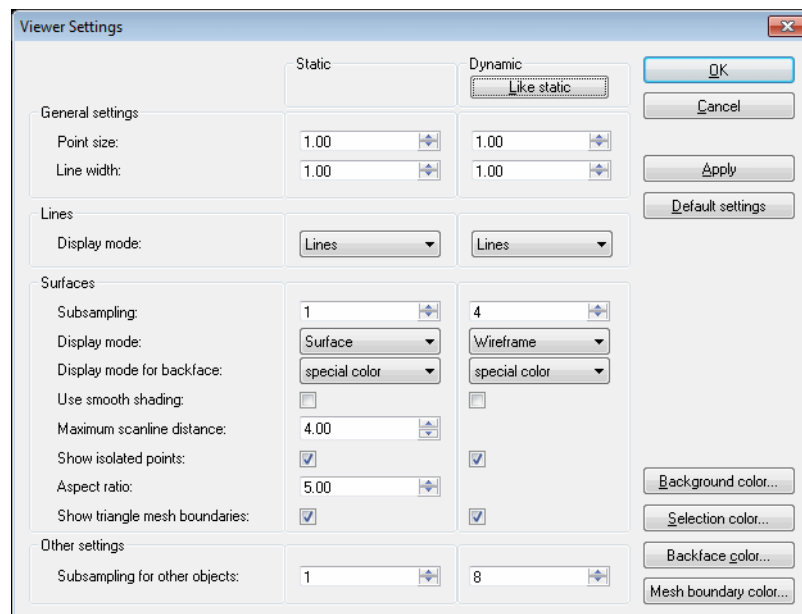 Viewer Settings
Static
Dynamic
Like static
OK
Cancel
General settings
Point size: 1.00 1.00
Line width: 1.00 1.00
Apply
Default settings
Lines
Display mode: Lines Lines
Surfaces
Subsampling: 1 4
Display mode: Surface Wireframe
Display mode for backface: special color special color
Use smooth shading:
Maximum scanline distance: 4.00
Show isolated points:
Aspect ratio: 5.00
Show triangle mesh boundaries:
Background color...
Selection color...
Other settings
Subsampling for other objects: 1 8
Backface color...
Mesh boundary color...